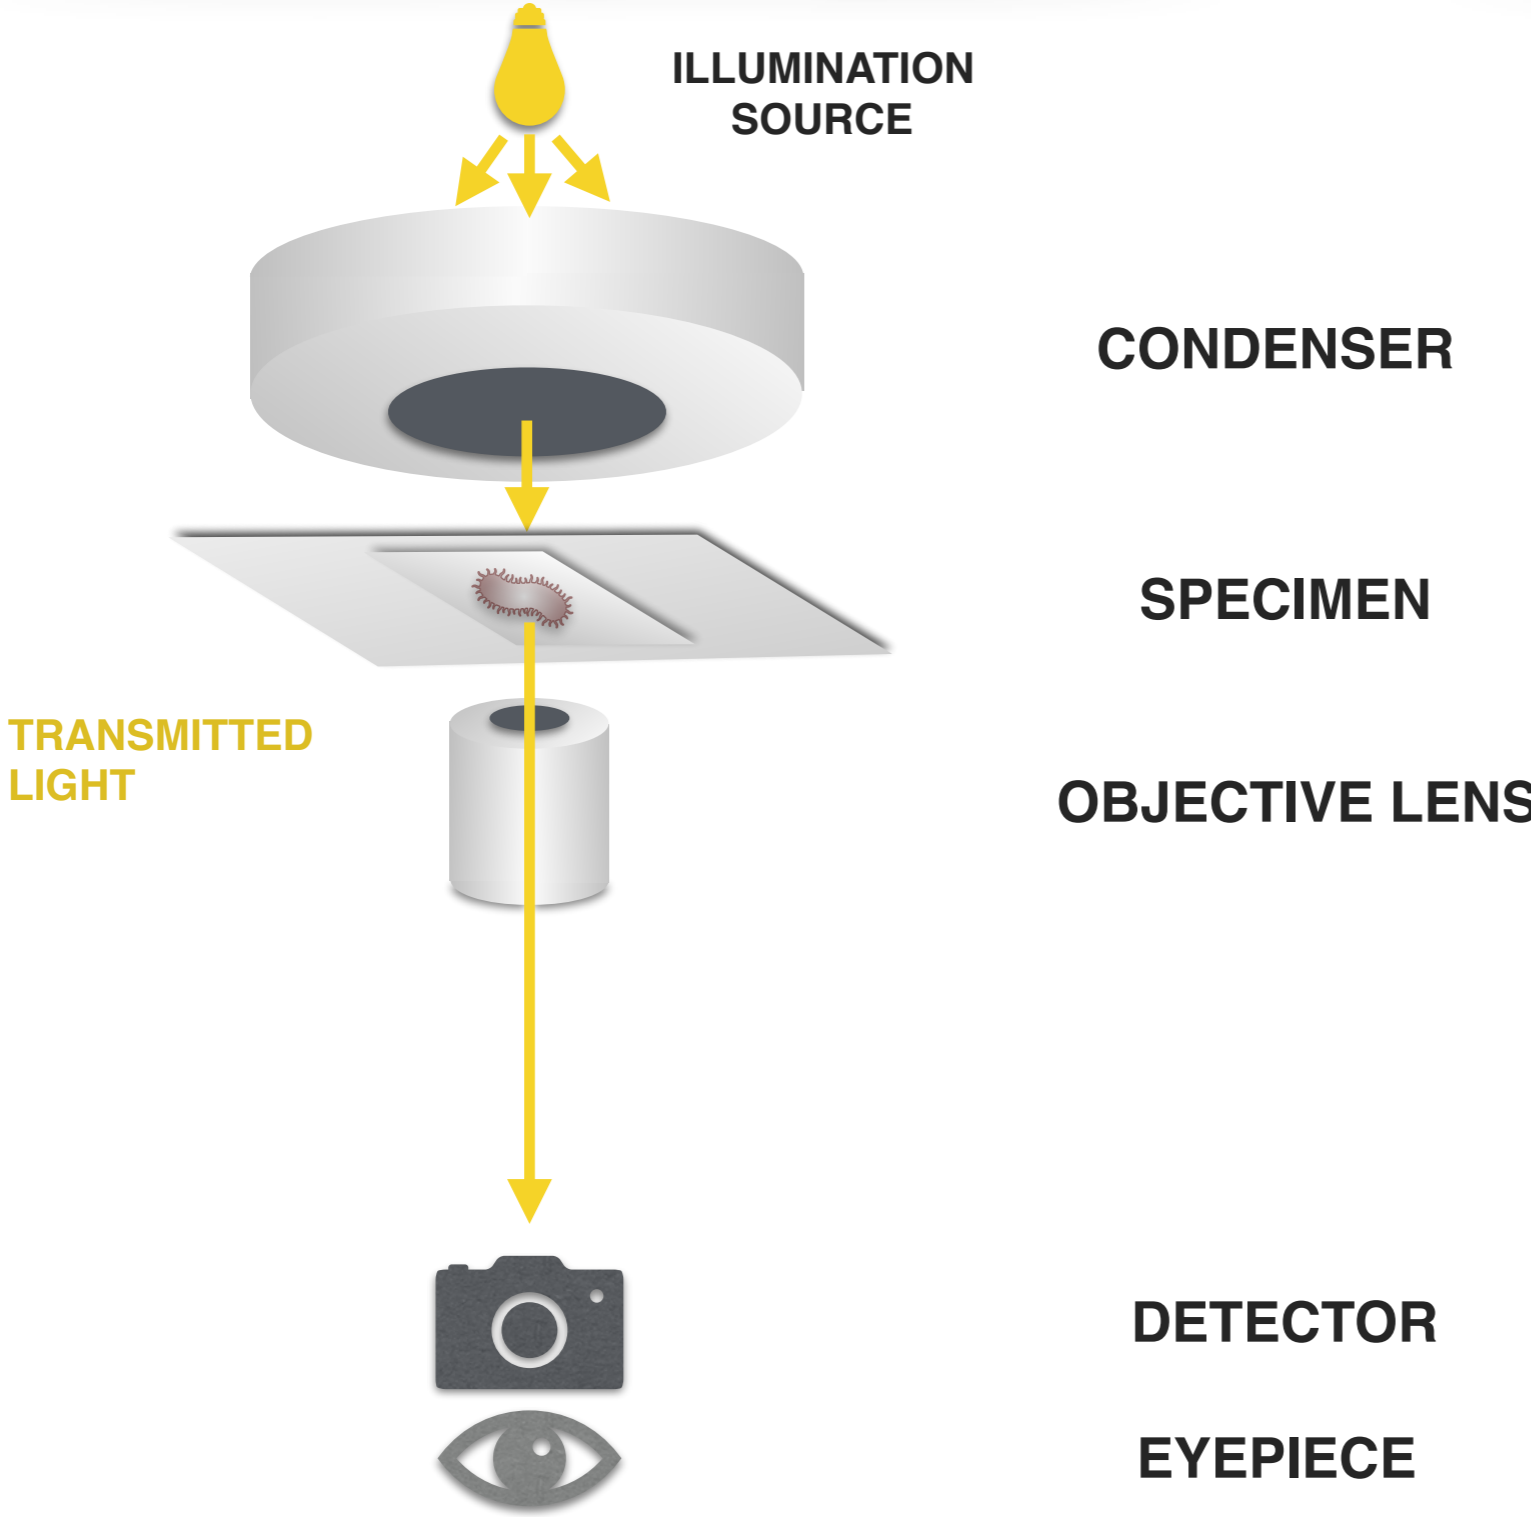 ILLUMINATION
SOURCE
CONDENSER
SPECIMEN
TRANSMITTED
LIGHT
OBJECTIVE LENS
DETECTOR
EYEPIECE